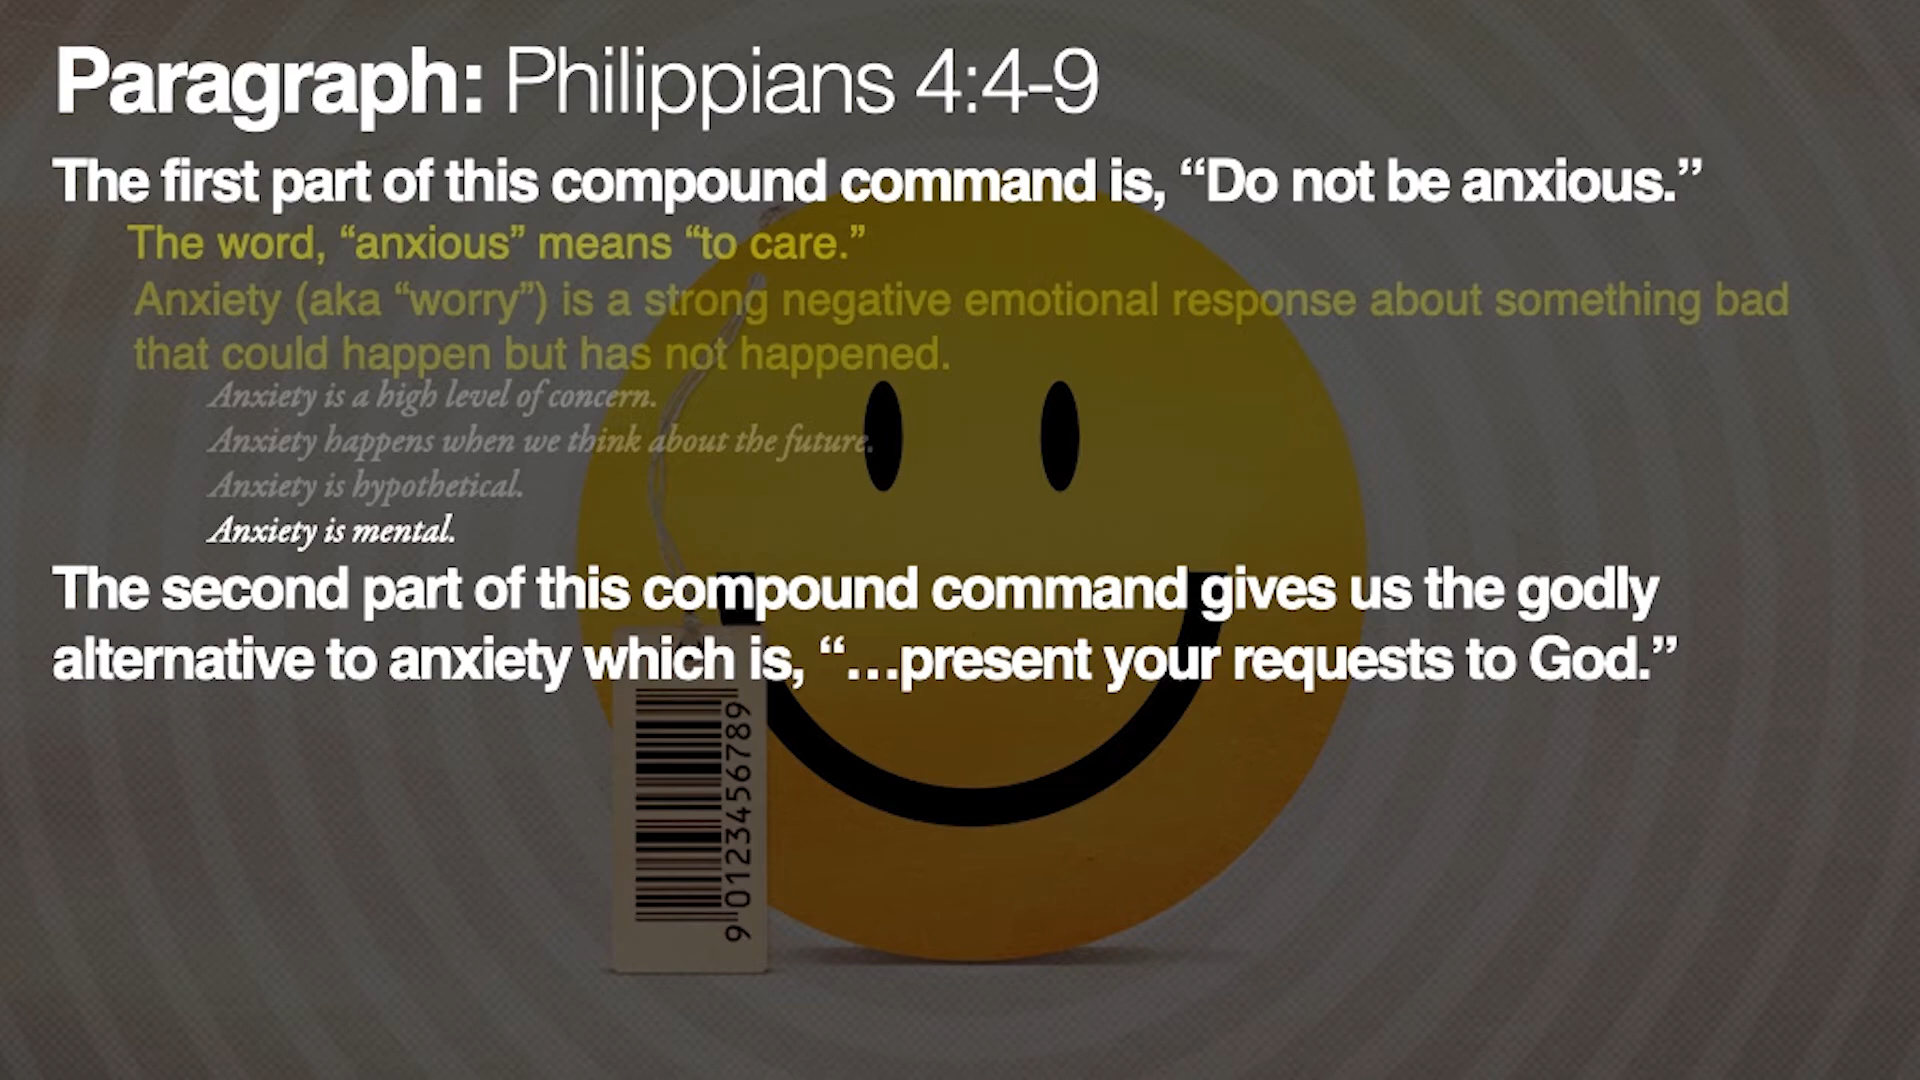 Paragraph: Philippians 4:4-9
The first part of this compound command is, “Do not be anxious.”
The word, “anxious” means “to care.”
Anxiety (aka “worry”) is a strong negative emotional response about something bad
that could happen but has not happened.
Anxiety is a high level of concern.
Anxiety happens when we think about the future.
Anxiety is hypothetical.
Anxiety is mental.
The second part of this compound command gives us the godly
alternative to anxiety which is, “…present your requests to God.”
9"0123456789"